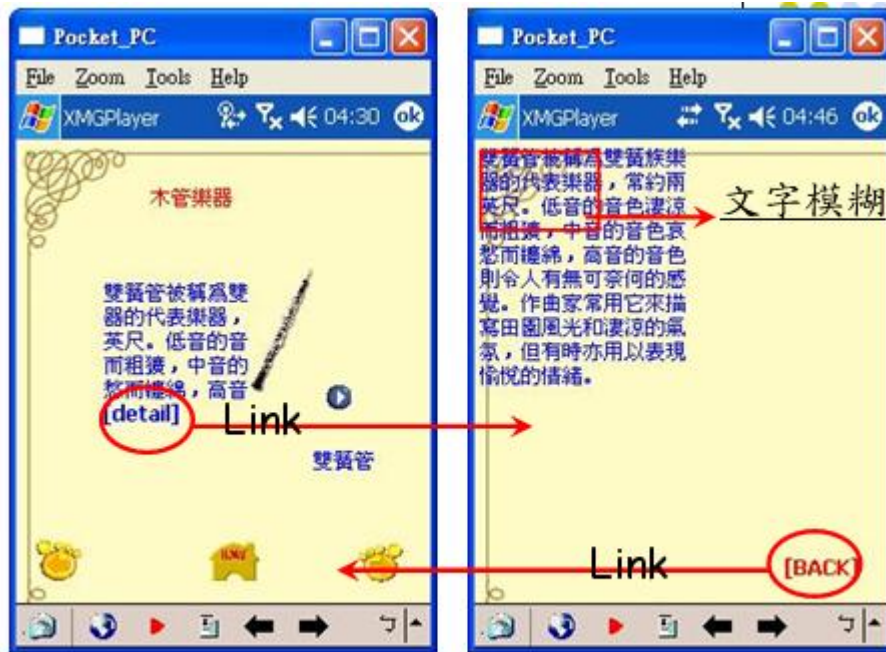 Pocket_PC
File Zoom Tools Help
XMGPlayer 04:30 ok
木管樂器
雙簧管被稱為雙
器的代表樂器，
英尺。低音的音
而粗獷，中音的
愁而纏綿，高音
[detail]
Link
雙簧管
HOME
Pocket_PC
File Zoom Tools Help
XMGPlayer 04:46 ok
雙簧管被稱為雙簧族樂
器的代表樂器，常約兩
英尺。低音的音色淒涼
而粗獷，中音的音色哀
愁而纏綿，高音的音色
則令人有無可奈何的感
覺。作曲家常用它來描
寫田園風光和淒涼的氣
氛，但有時亦用以表現
愉悅的情緒。
文字模糊
Link
[BACK]